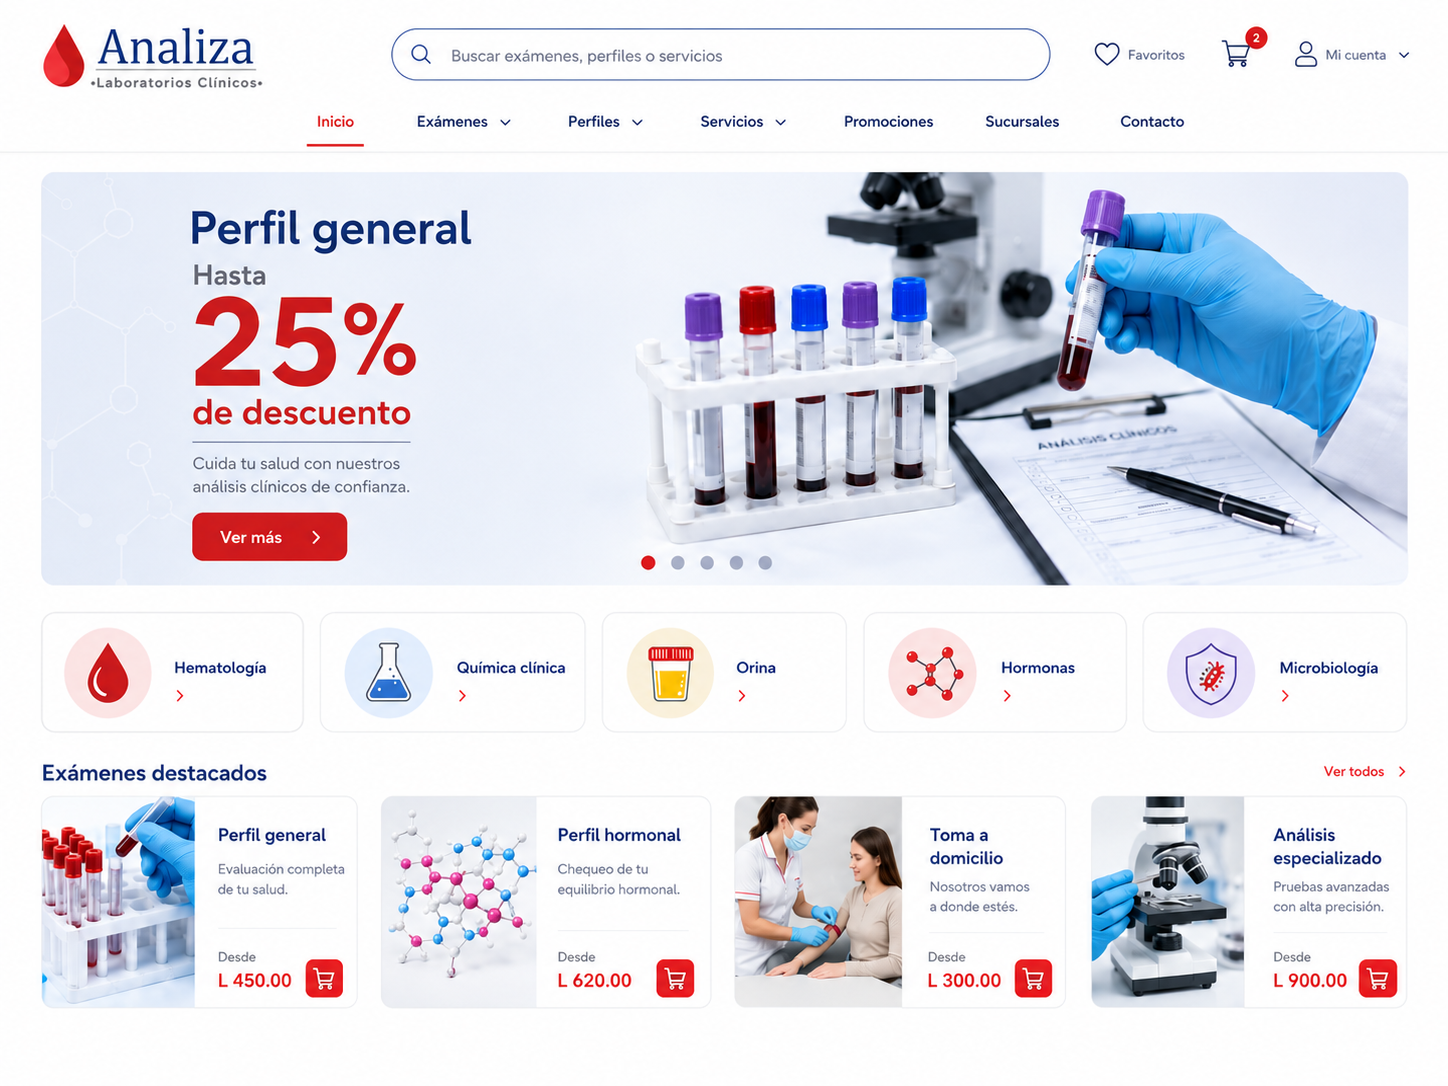 Analiza
•Laboratorios Clínicos•
Buscar exámenes, perfiles o servicios
Favoritos
2
Mi cuenta
Inicio
Exámenes
Perfiles
Servicios
Promociones
Sucursales
Contacto
Perfil general
Hasta
25%
de descuento
Cuida tu salud con nuestros
análisis clínicos de confianza.
Ver más
ANÁLISIS CLÍNICOS
Hematología
Química clínica
Orina
Hormonas
Microbiología
Exámenes destacados
Ver todos
Perfil general
Evaluación completa
de tu salud.
Desde
L 450.00
Perfil hormonal
Chequeo de tu
equilibrio hormonal.
Desde
L 620.00
Toma a
domicilio
Nosotros vamos
a donde estés.
Desde
L 300.00
Análisis
especializado
Pruebas avanzadas
con alta precisión.
Desde
L 900.00